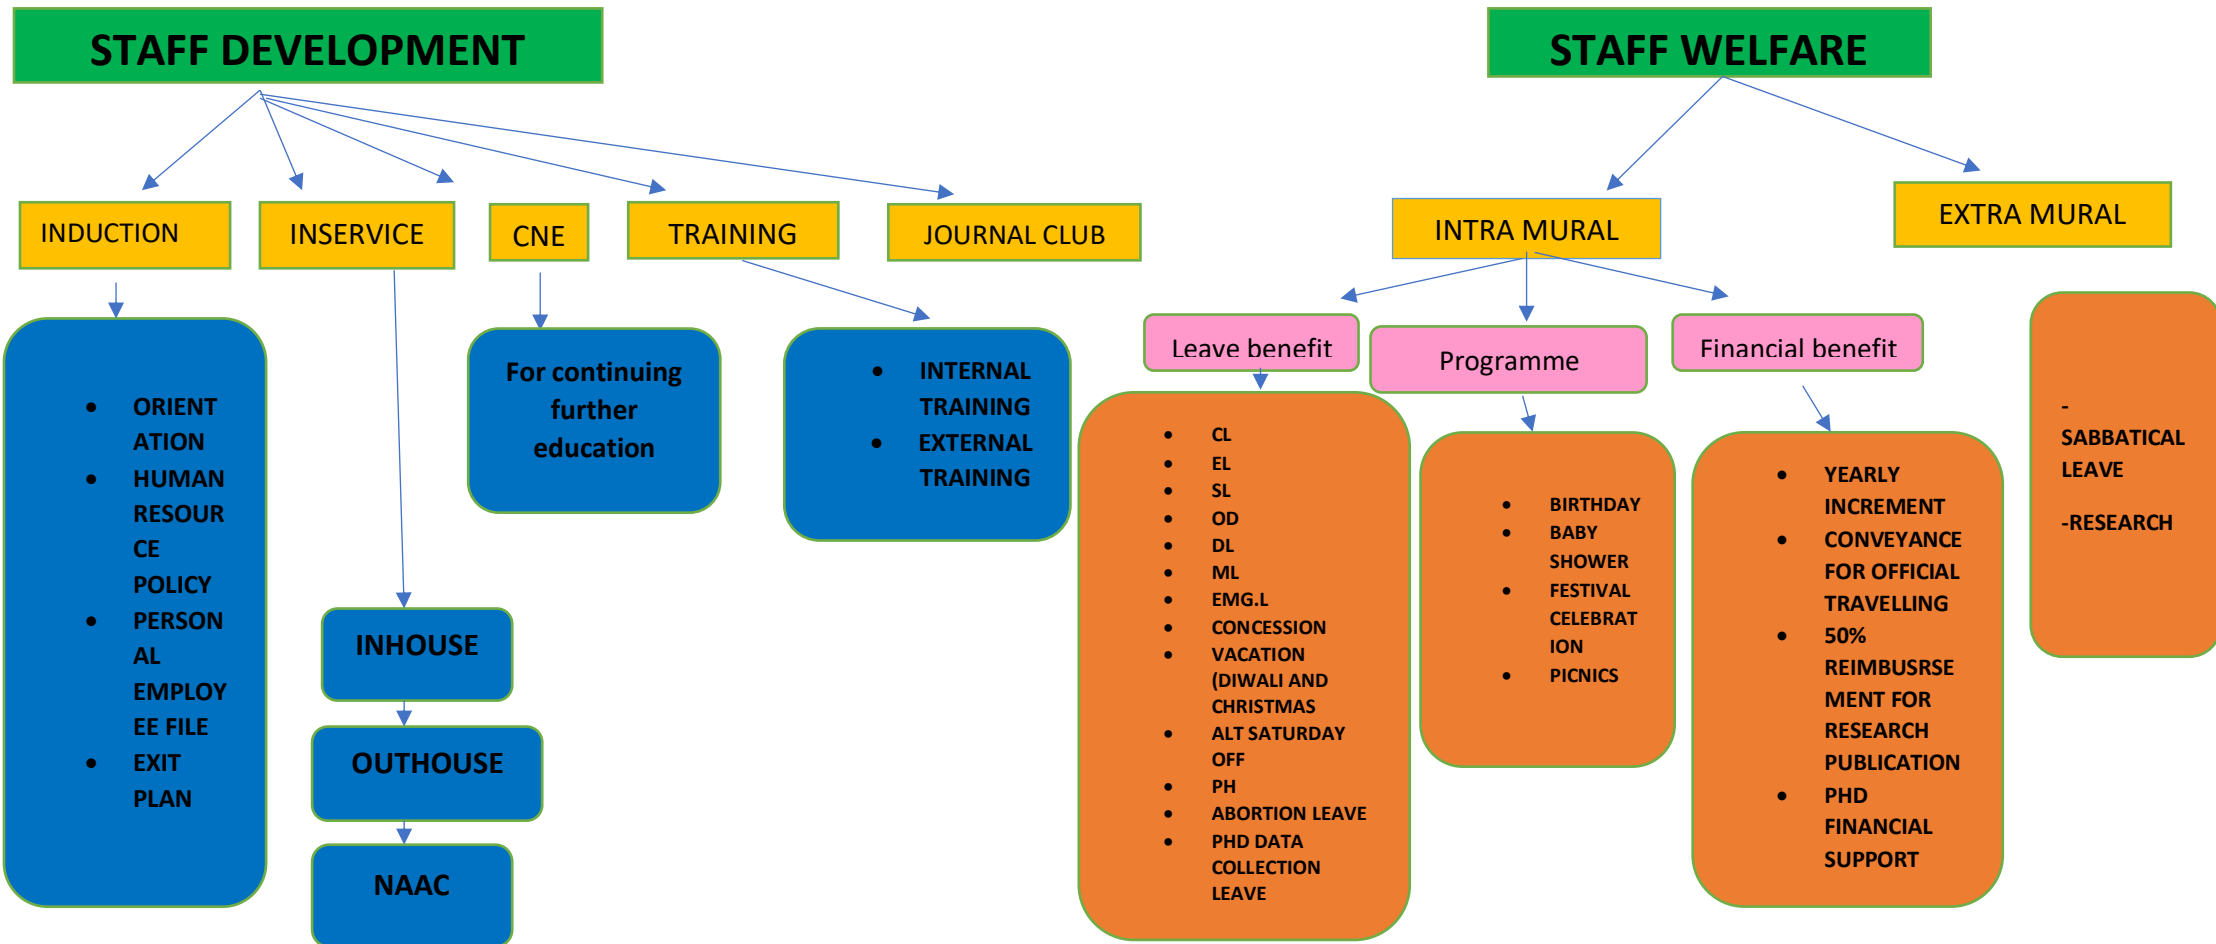 STAFF DEVELOPMENT
STAFF WELFARE
INDUCTION
INSERVICE
CNE
TRAINING
JOURNAL CLUB
INTRA MURAL
EXTRA MURAL
• ORIENT
ATION
• HUMAN
RESOUR
CE
POLICY
• PERSON
AL
EMPLOY
EE FILE
• EXIT
PLAN
INHOUSE
OUTHOUSE
NAAC
For continuing
further
education
• INTERNAL
TRAINING
• EXTERNAL
TRAINING
Leave benefit
Programme
Financial benefit
• CL
• EL
• SL
• OD
• DL
• ML
• EMG.L
• CONCESSION
• VACATION
(DIWALI AND
CHRISTMAS
• ALT SATURDAY
OFF
• PH
• ABORTION LEAVE
• PHD DATA
COLLECTION
LEAVE
• BIRTHDAY
• BABY
SHOWER
• FESTIVAL
CELEBRAT
ION
• PICNICS
• YEARLY
INCREMENT
• CONVEYANCE
FOR OFFICIAL
TRAVELLING
• 50%
REIMBUSRSE
MENT FOR
RESEARCH
PUBLICATION
• PHD
FINANCIAL
SUPPORT
-
SABBATICAL
LEAVE
-RESEARCH